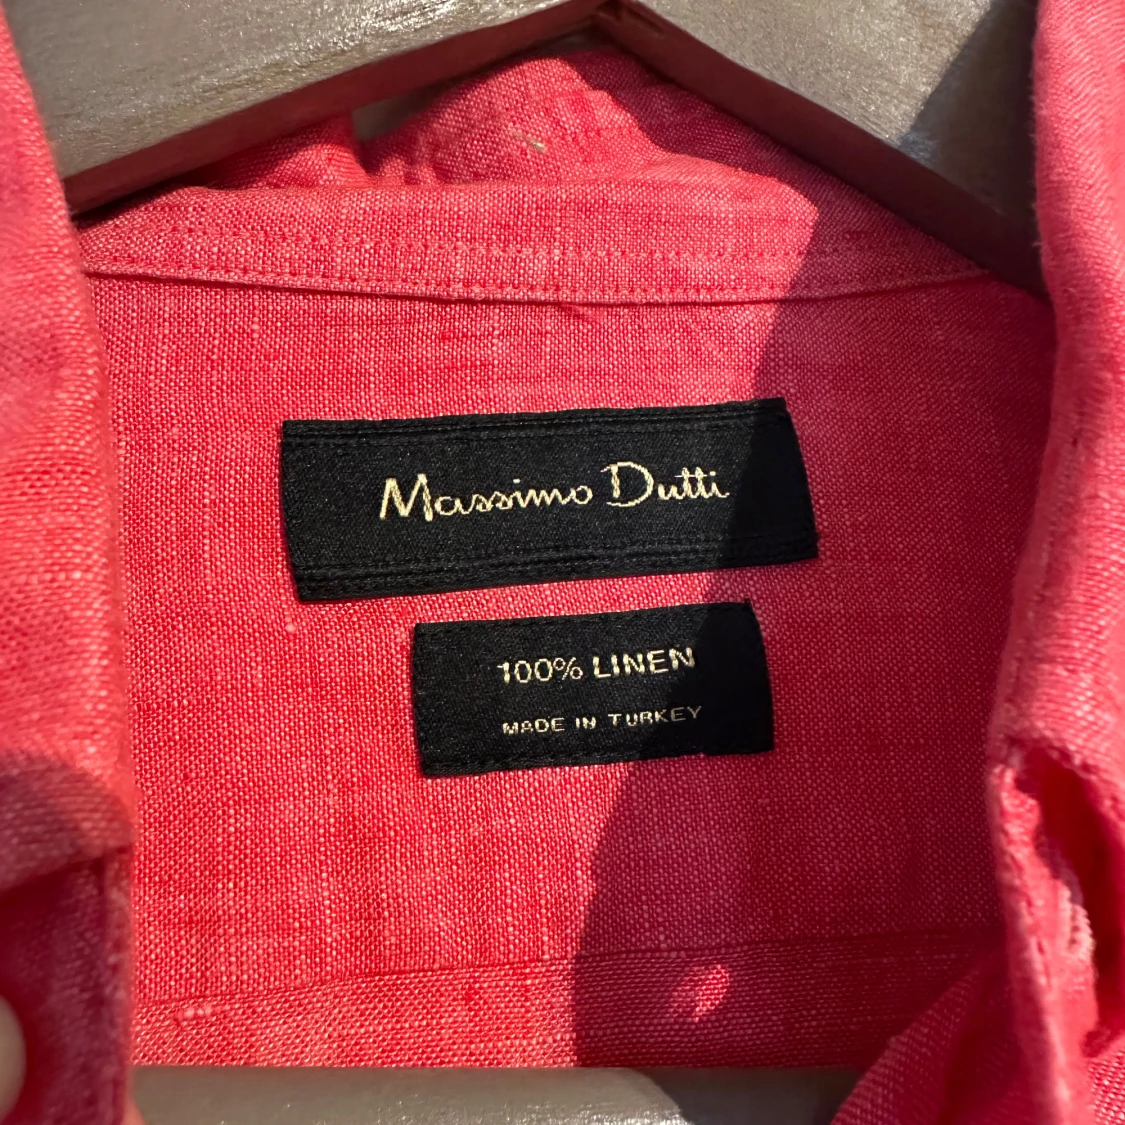 Massimo Dutti
100% LINEN
MADE IN TURKEY